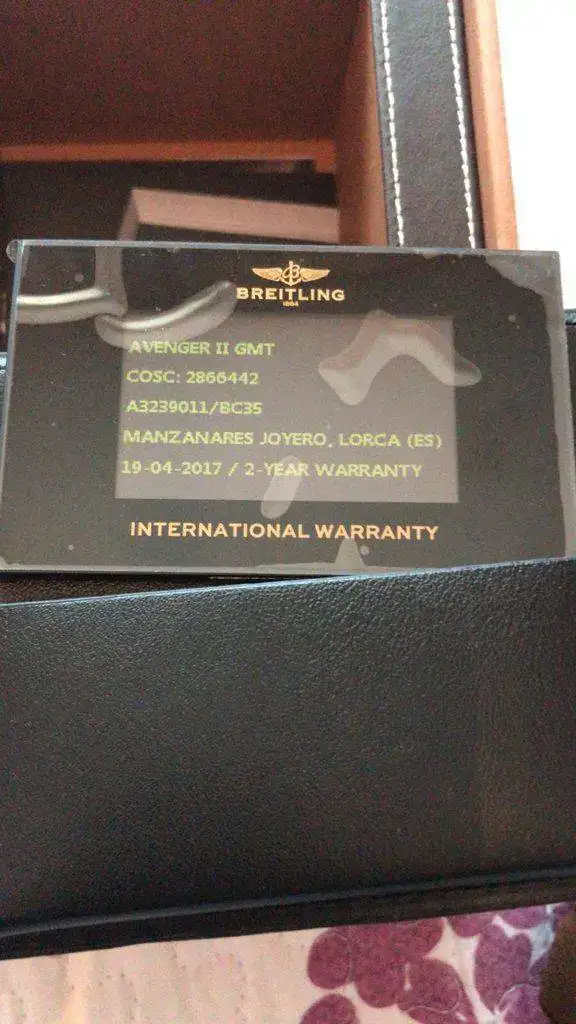 BREITLING
1884
AVENGER II GMT
COSC: 2866442
A3239011/BC35
MANZANARES JOYERO, LORCA (ES)
19-04-2017 / 2-YEAR WARRANTY
INTERNATIONAL WARRANTY